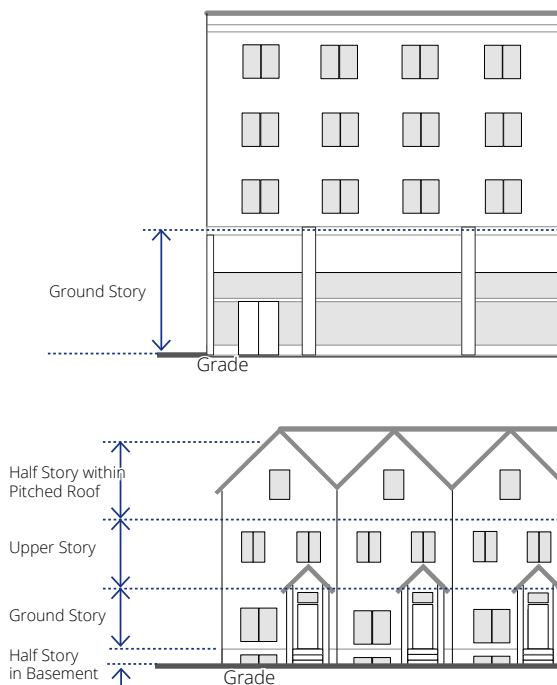 Ground Story
Grade
Half Story within
Pitched Roof
Upper Story
Ground Story
Half Story
in Basement
Grade